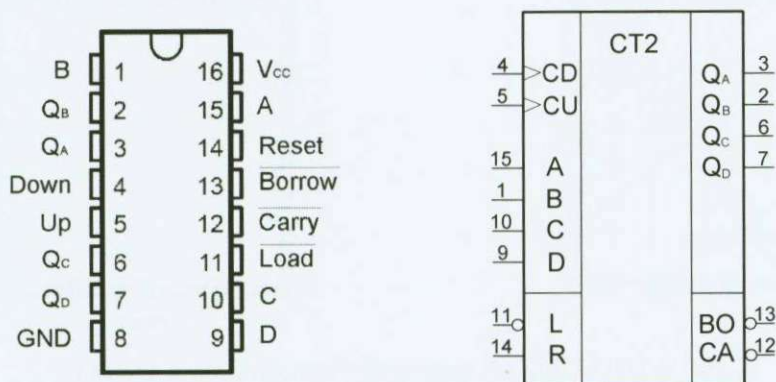 B 1 16 Vcc
QB 2 15 A
QA 3 14 Reset
Down 4 13 Borrow
Up 5 12 Carry
QC 6 11 Load
QD 7 10 C
GND 8 9 D
CT2
4 CD QA 3
5 CU QB 2
QC 6
15 A QD 7
1 B
10 C
9 D
11 L BO 13
14 R CA 12